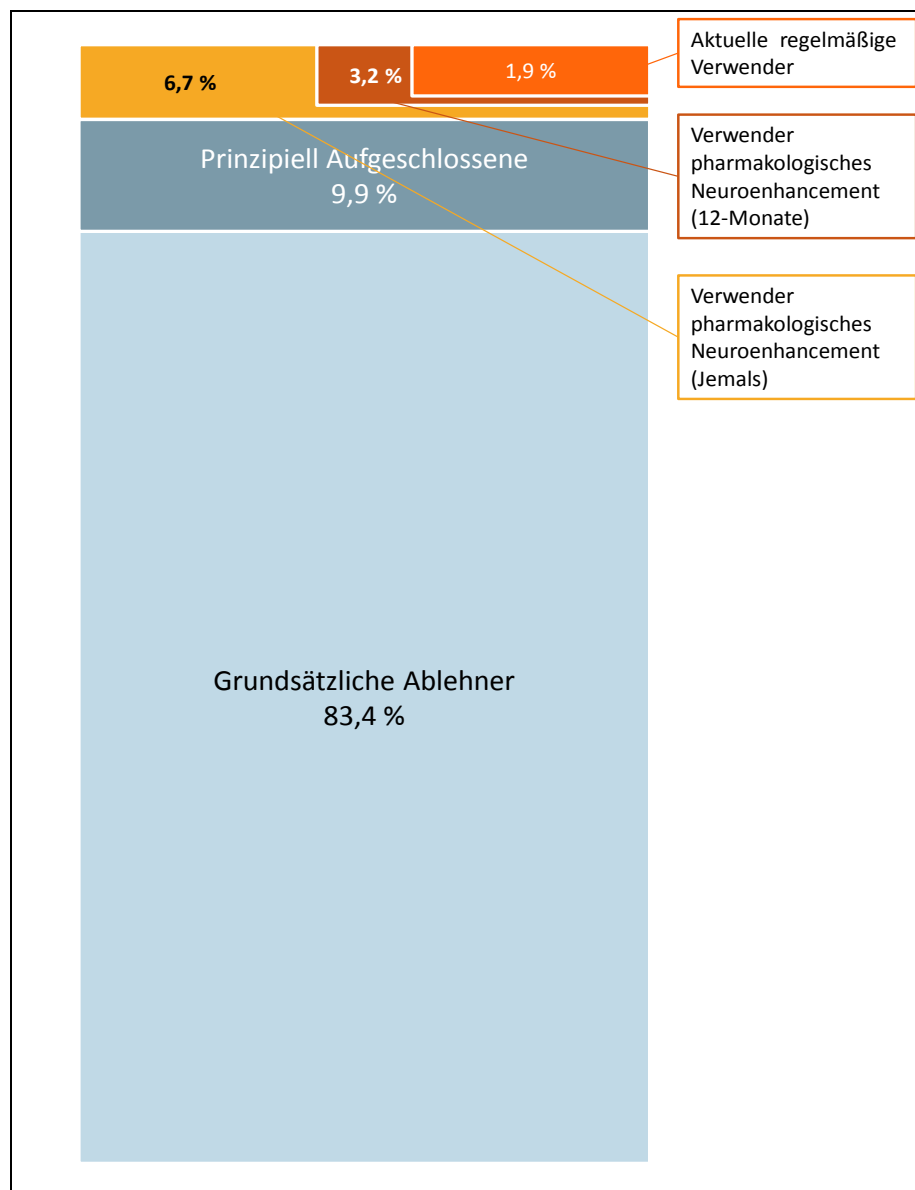 6,7 %
3,2 %
1,9 %
Aktuelle regelmäßige
Verwender
Prinzipiell Aufgeschlossene
9,9 %
Verwender
pharmakologisches
Neuroenhancement
(12-Monate)
Verwender
pharmakologisches
Neuroenhancement
(Jemals)
Grundsätzliche Ablehner
83,4 %